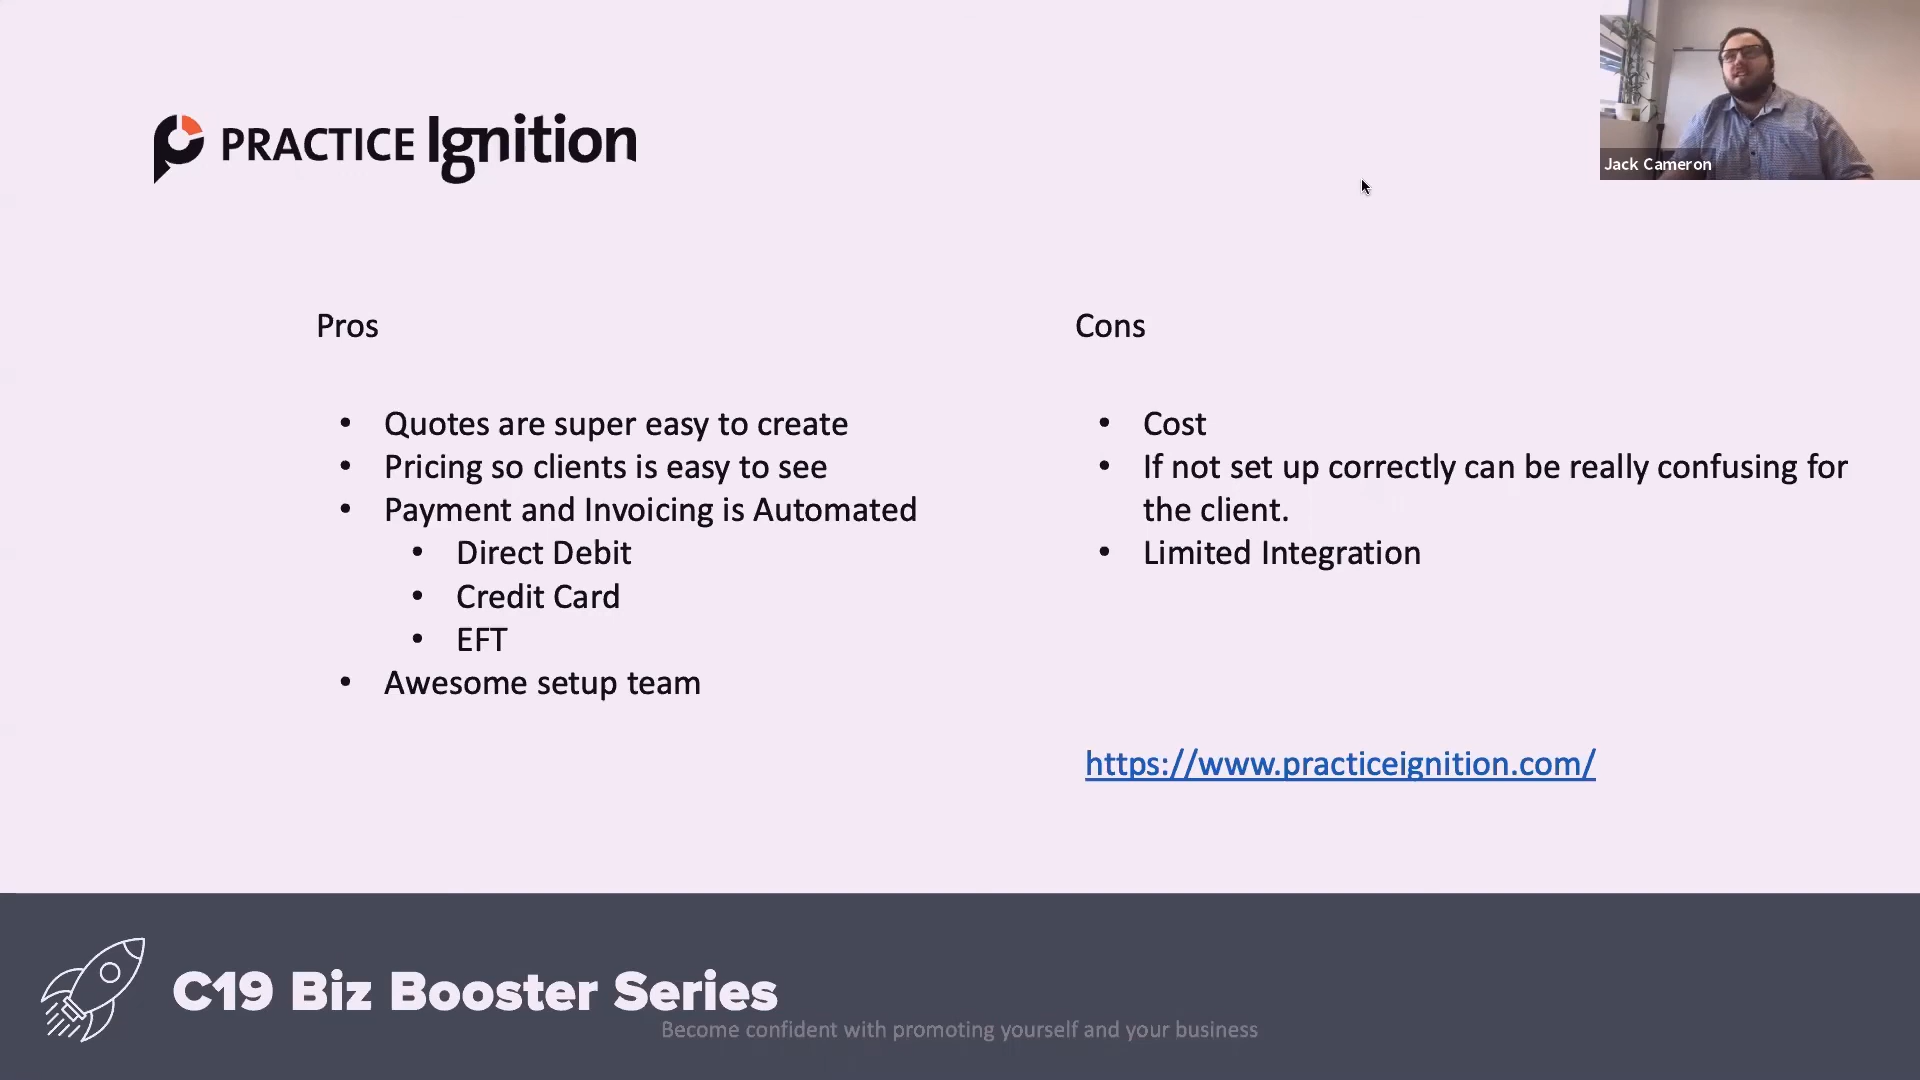 PRACTICE Ignition
Jack Cameron
Pros
• Quotes are super easy to create
• Pricing so clients is easy to see
• Payment and Invoicing is Automated
• Direct Debit
• Credit Card
• EFT
• Awesome setup team
Cons
• Cost
• If not set up correctly can be really confusing for
the client.
• Limited Integration
https://www.practiceignition.com/
C19 Biz Booster Series
Become confident with promoting yourself and your business